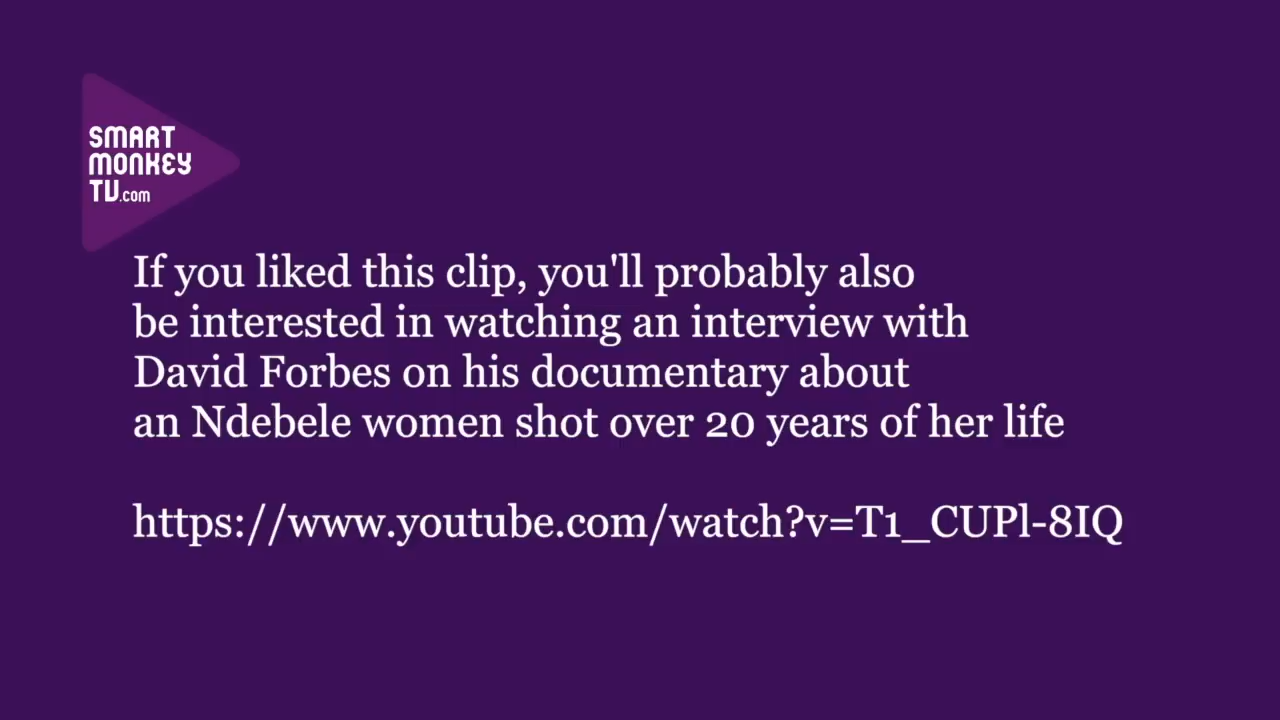 SMART
MONKEY
TV.com
If you liked this clip, you'll probably also
be interested in watching an interview with
David Forbes on his documentary about
an Ndebele women shot over 20 years of her life
https://www.youtube.com/watch?v=T1_CUPl-8IQ